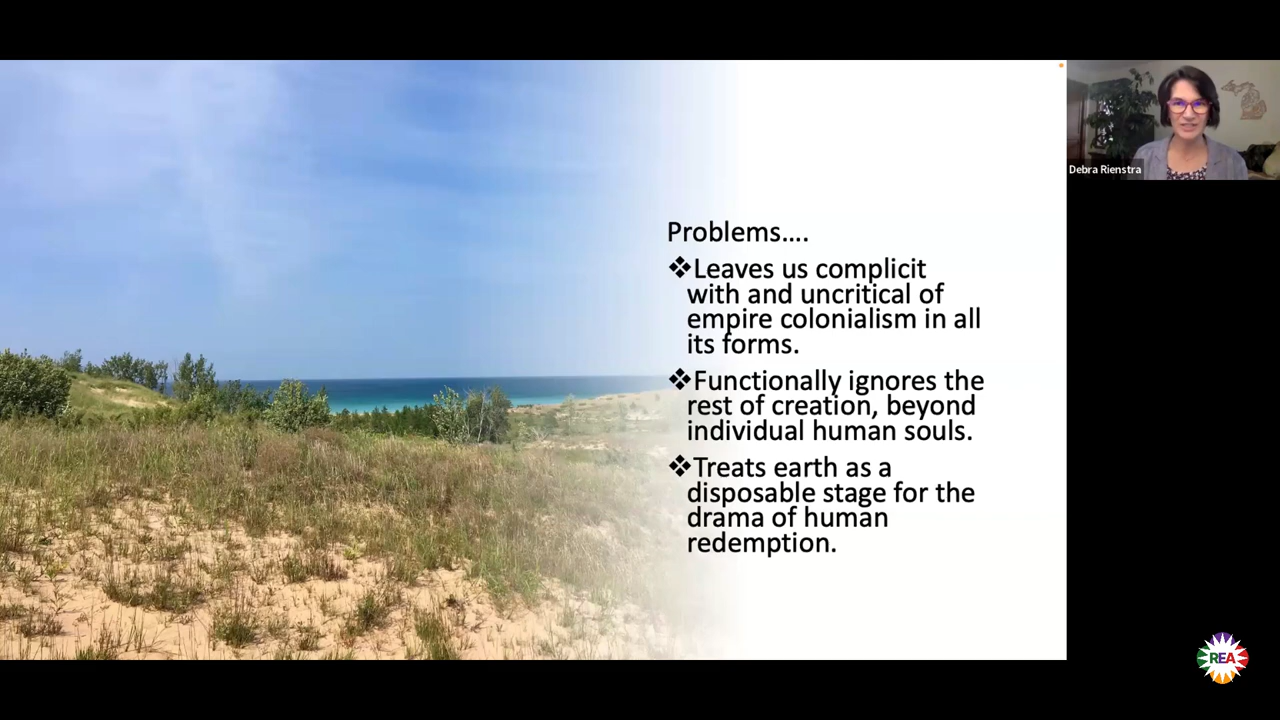 Problems....
❖Leaves us complicit
with and uncritical of
empire colonialism in all
its forms.
❖Functionally ignores the
rest of creation, beyond
individual human souls.
❖Treats earth as a
disposable stage for the
drama of human
redemption.
Debra Rienstra
REA